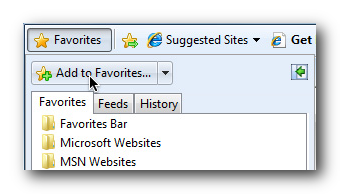 Favorites Suggested Sites Get
Add to Favorites...
Favorites Feeds History
Favorites Bar
Microsoft Websites
MSN Websites